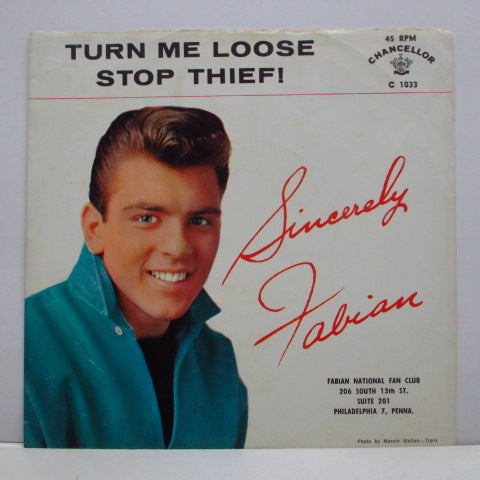 TURN ME LOOSE
STOP THIEF!
45 RPM
CHANCELLOR
C 1033
Sincerely
Fabian
FABIAN NATIONAL FAN CLUB
206 SOUTH 13th ST.
SUITE 201
PHILADELPHIA 7, PENNA.
Photo by Marvin Wellen—Topix